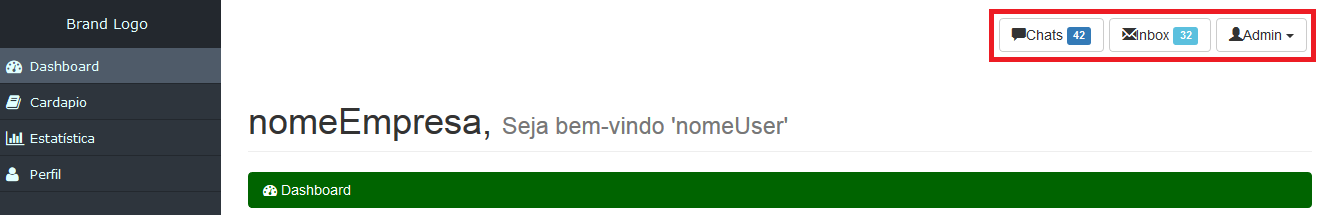 Brand Logo
Chats 42
Inbox 32
Admin
Dashboard
Cardapio
Estatística
Perfil
nomeEmpresa, Seja bem-vindo 'nomeUser'
Dashboard